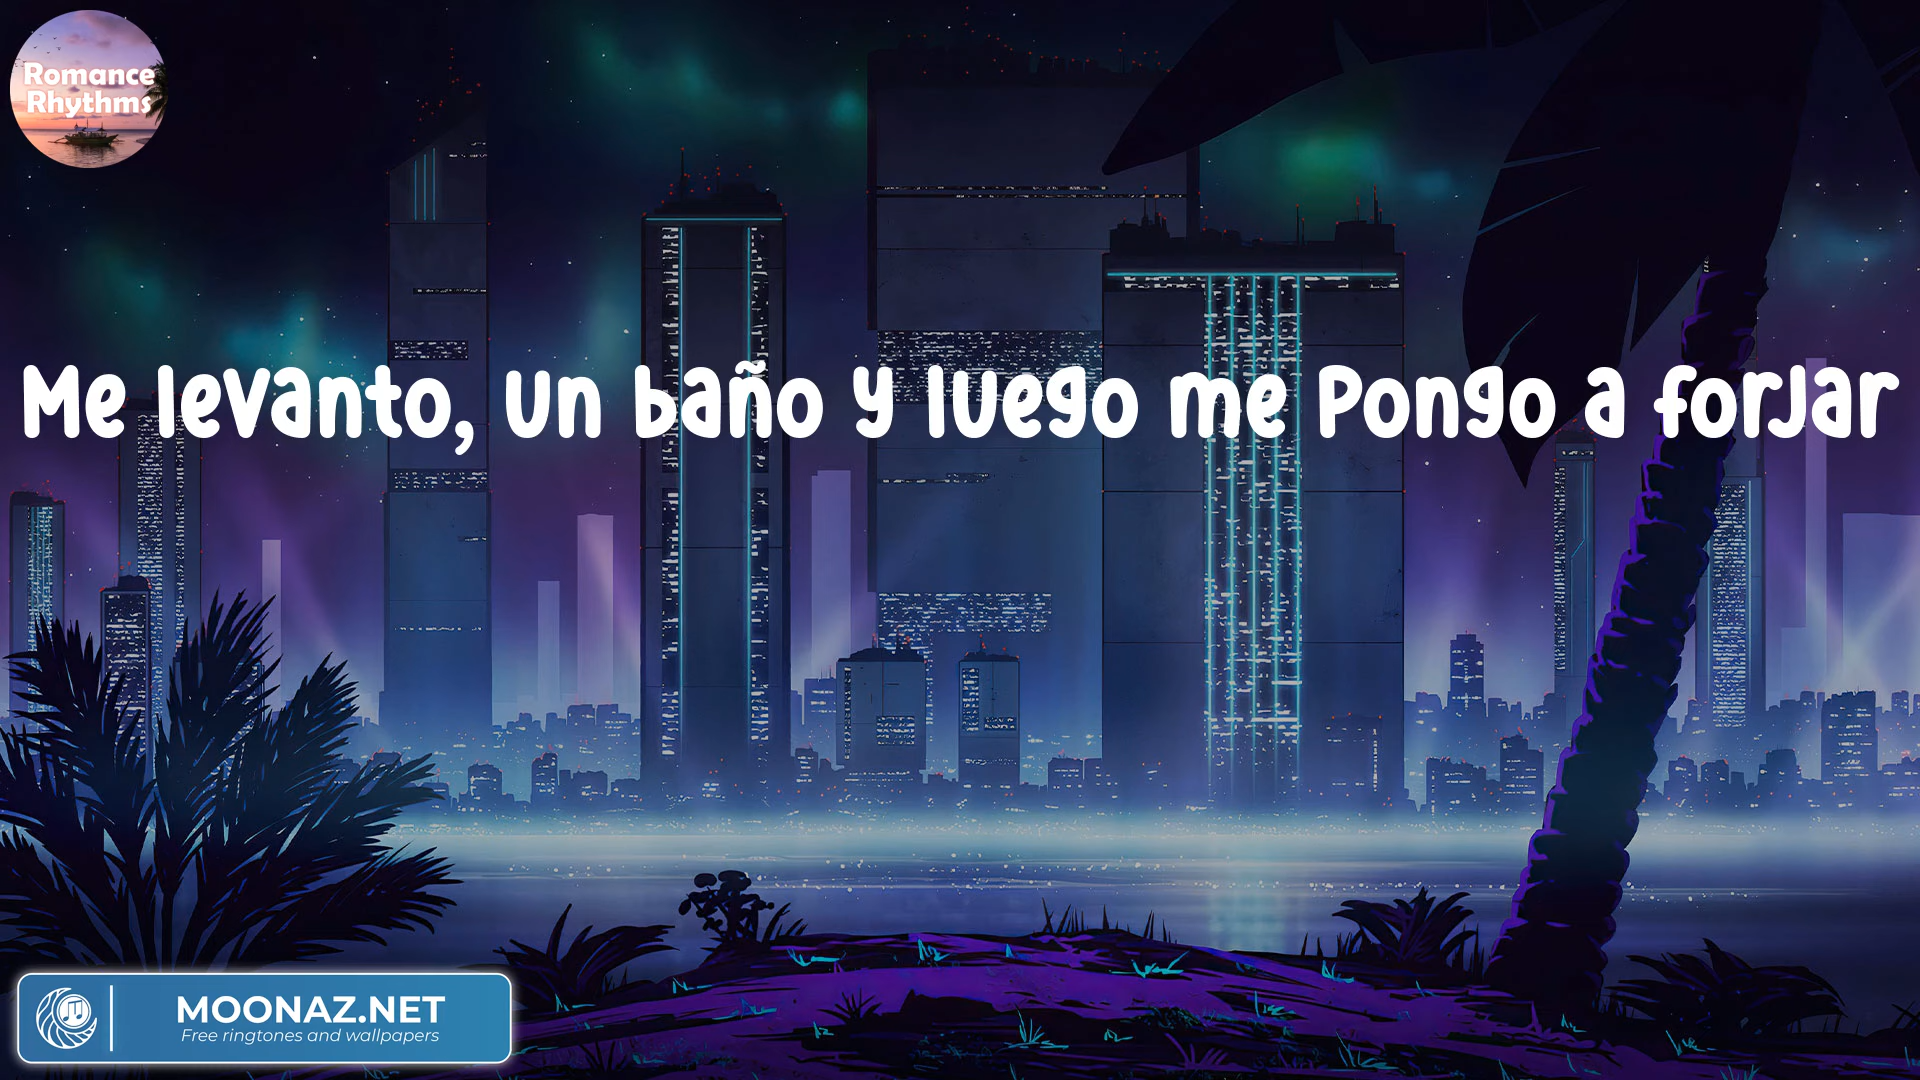 Romance
Rhythms
Me levanto, un baño y luego me pongo a forjar
MOONAZ.NET
Free ringtones and wallpapers